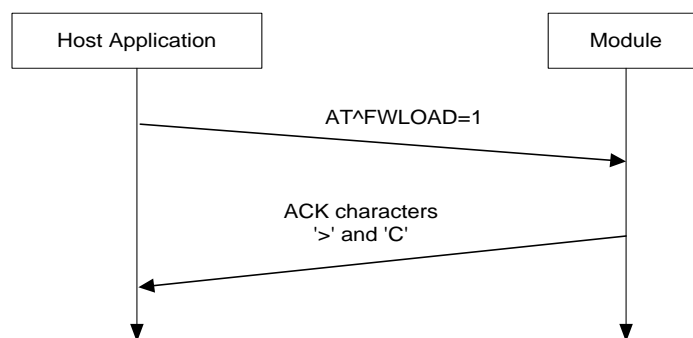 Host Application
Module
AT^FWLOAD=1
ACK characters
'>' and 'C'